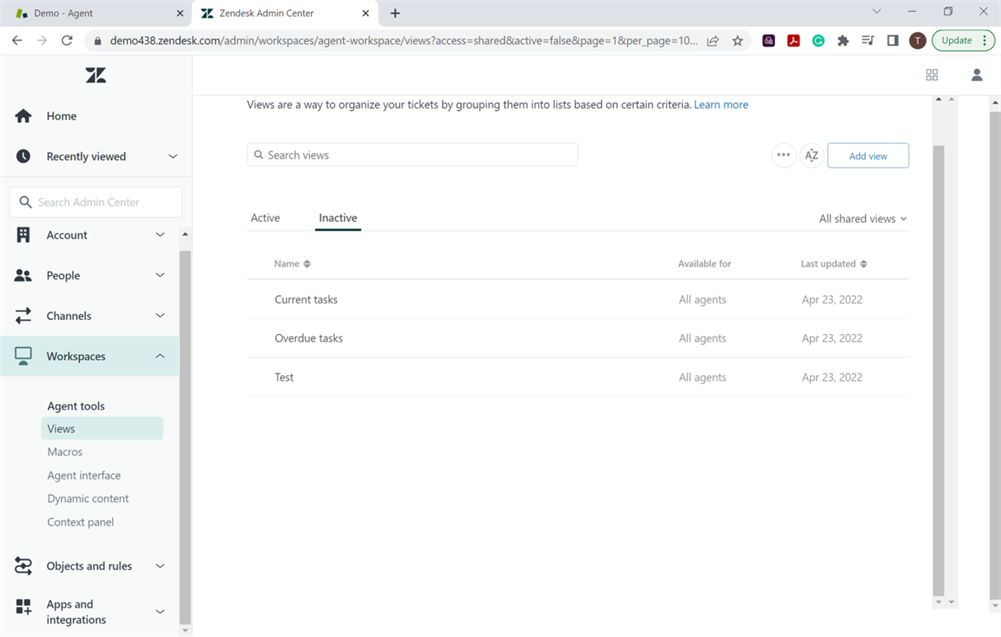 Demo - Agent
Zendesk Admin Center
demo438.zendesk.com/admin/workspaces/agent-workspace/views?access=shared&active=false&page=1&per_page=10...
T
Update
Home
Recently viewed
Search Admin Center
Account
People
Channels
Workspaces
Agent tools
Views
Macros
Agent interface
Dynamic content
Context panel
Objects and rules
Apps and
integrations
Views are a way to organize your tickets by grouping them into lists based on certain criteria. Learn more
Search views
AZ
Add view
Active Inactive All shared views
Name Available for Last updated
Current tasks All agents Apr 23, 2022
Overdue tasks All agents Apr 23, 2022
Test All agents Apr 23, 2022